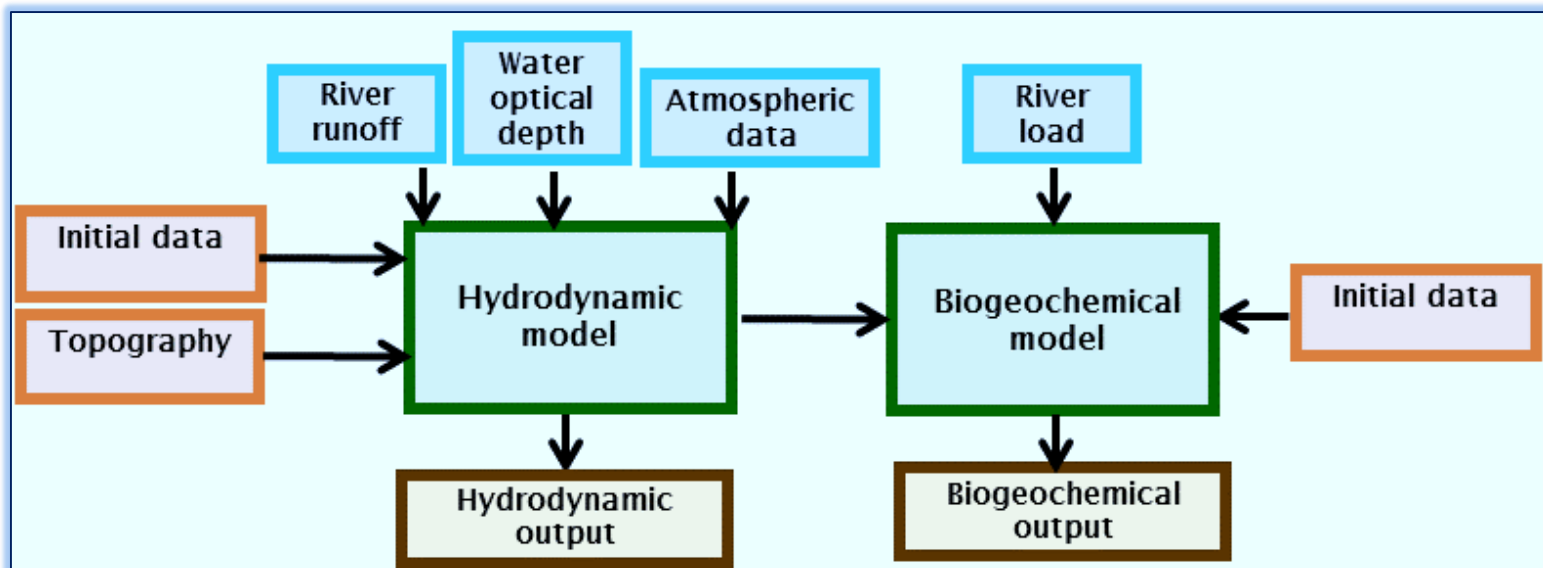 River
runoff
Water
optical
depth
Atmospheric
data
River
load
Initial data
Topography
Hydrodynamic
model
Biogeochemical
model
Initial data
Hydrodynamic
output
Biogeochemical
output